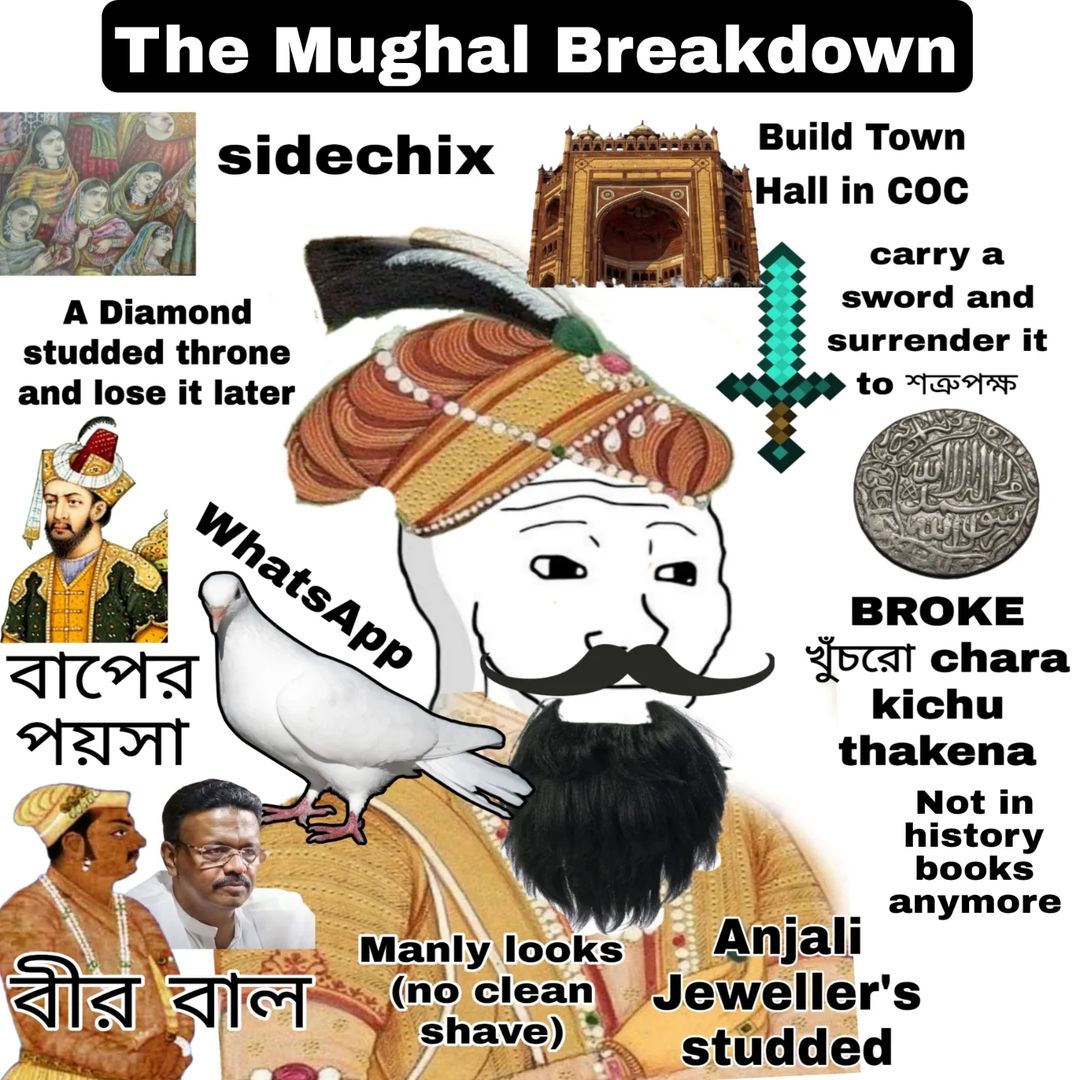 The Mughal Breakdown
sidechix
Build Town
Hall in COC
carry a
sword and
surrender it
to শত্রুপক্ষ
A Diamond
studded throne
and lose it later
WhatsApp
বাপের
পয়সা
BROKE
খুঁচরো chara
kichu
thakena
Not in
history
books
anymore
বীর বাল
Manly looks
(no clean
shave)
Anjali
Jeweller's
studded